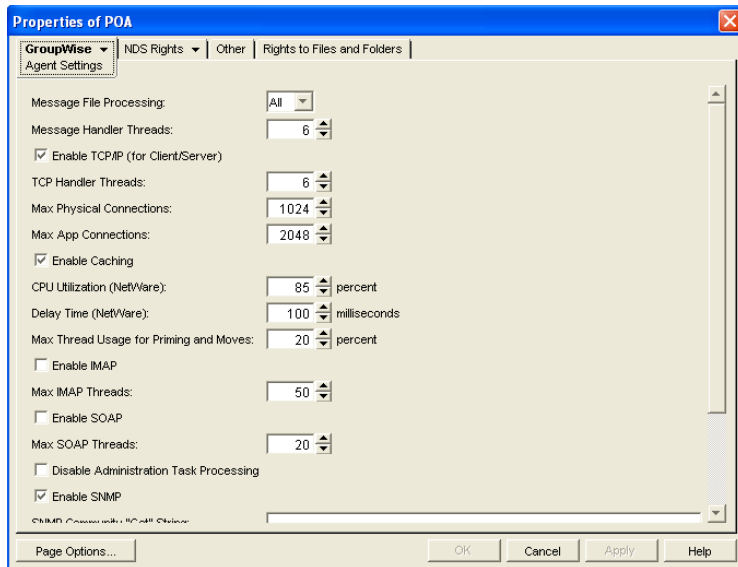 Properties of POA
GroupWise NDS Rights Other Rights to Files and Folders
Agent Settings
Message File Processing: All
Message Handler Threads: 6
Enable TCP/IP (for Client/Server)
TCP Handler Threads: 6
Max Physical Connections: 1024
Max App Connections: 2048
Enable Caching
CPU Utilization (NetWare): 85 percent
Delay Time (NetWare): 100 milliseconds
Max Thread Usage for Priming and Moves: 20 percent
Enable IMAP
Max IMAP Threads: 50
Enable SOAP
Max SOAP Threads: 20
Disable Administration Task Processing
Enable SNMP
SNMP Community "Get" String:
Page Options... OK Cancel Apply Help